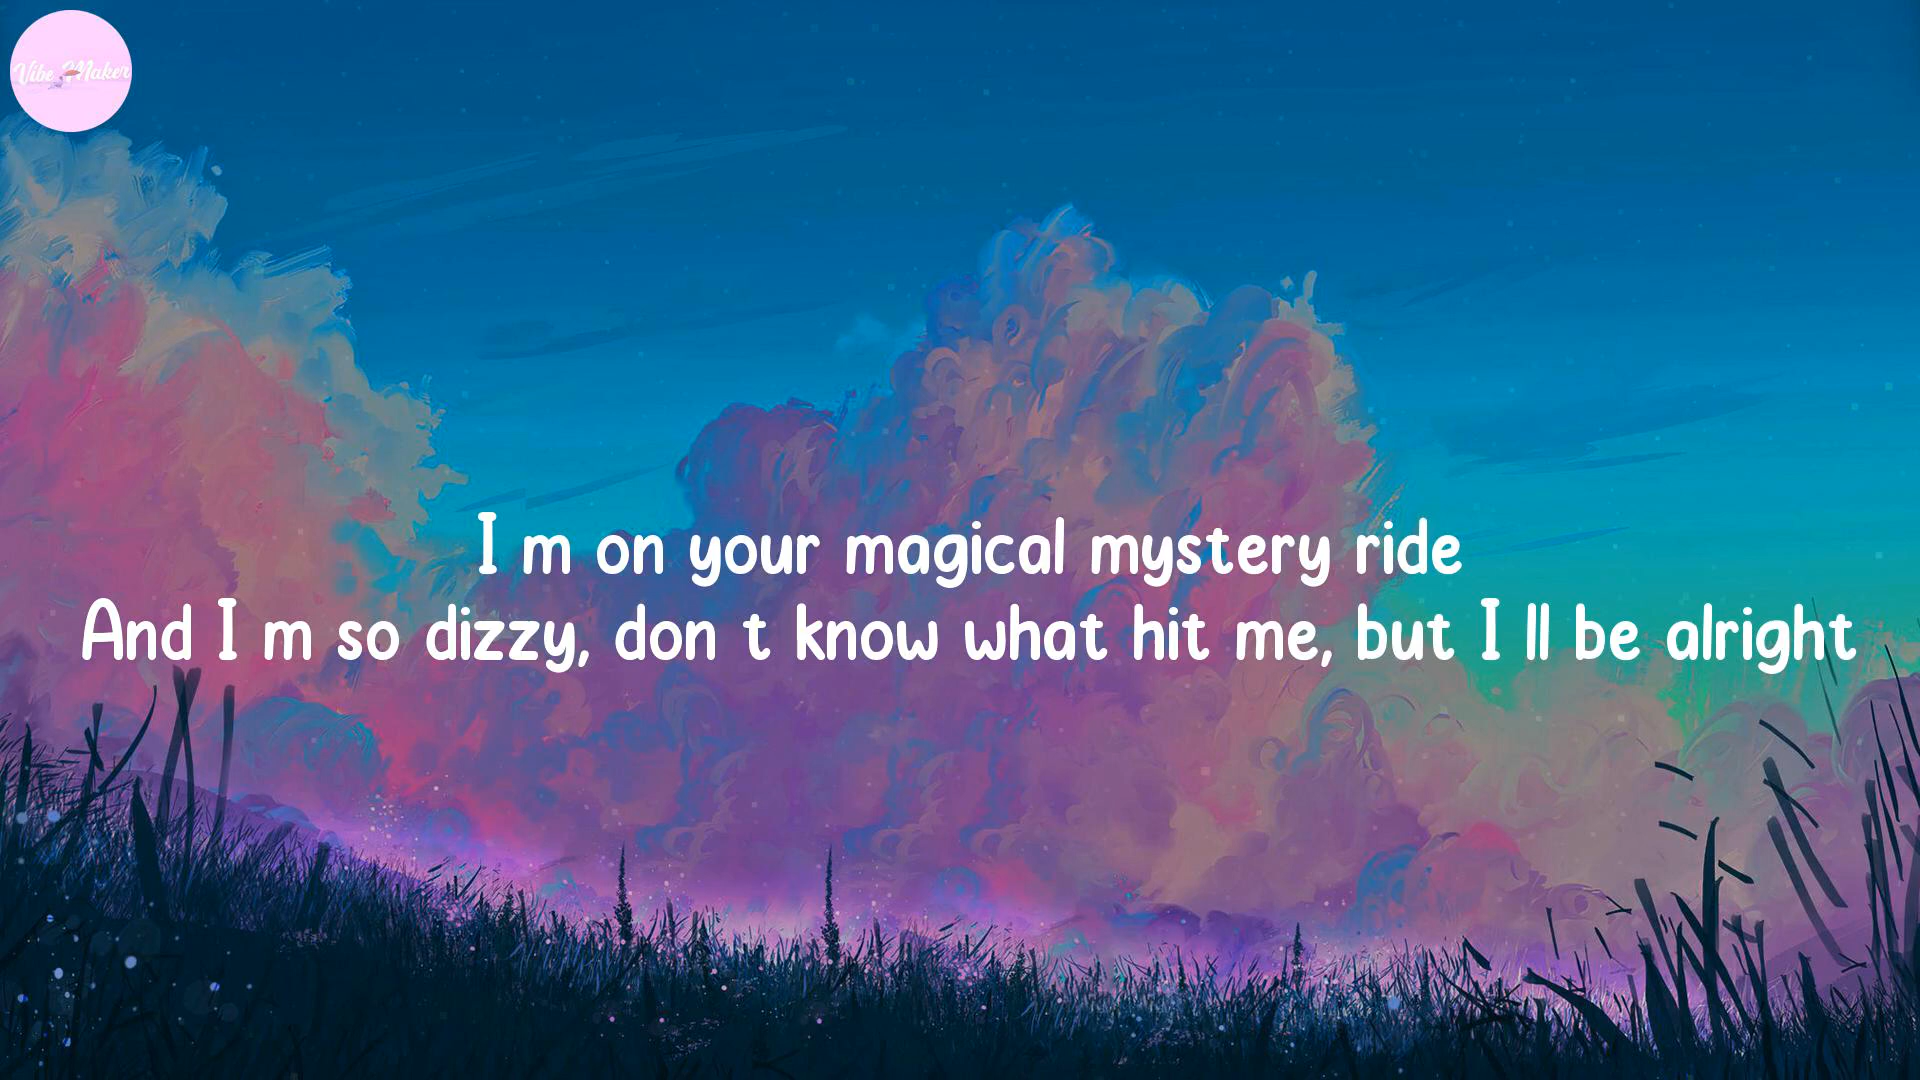 Vibe Maker
I m on your magical mystery ride
And I m so dizzy, don t know what hit me, but I ll be alright